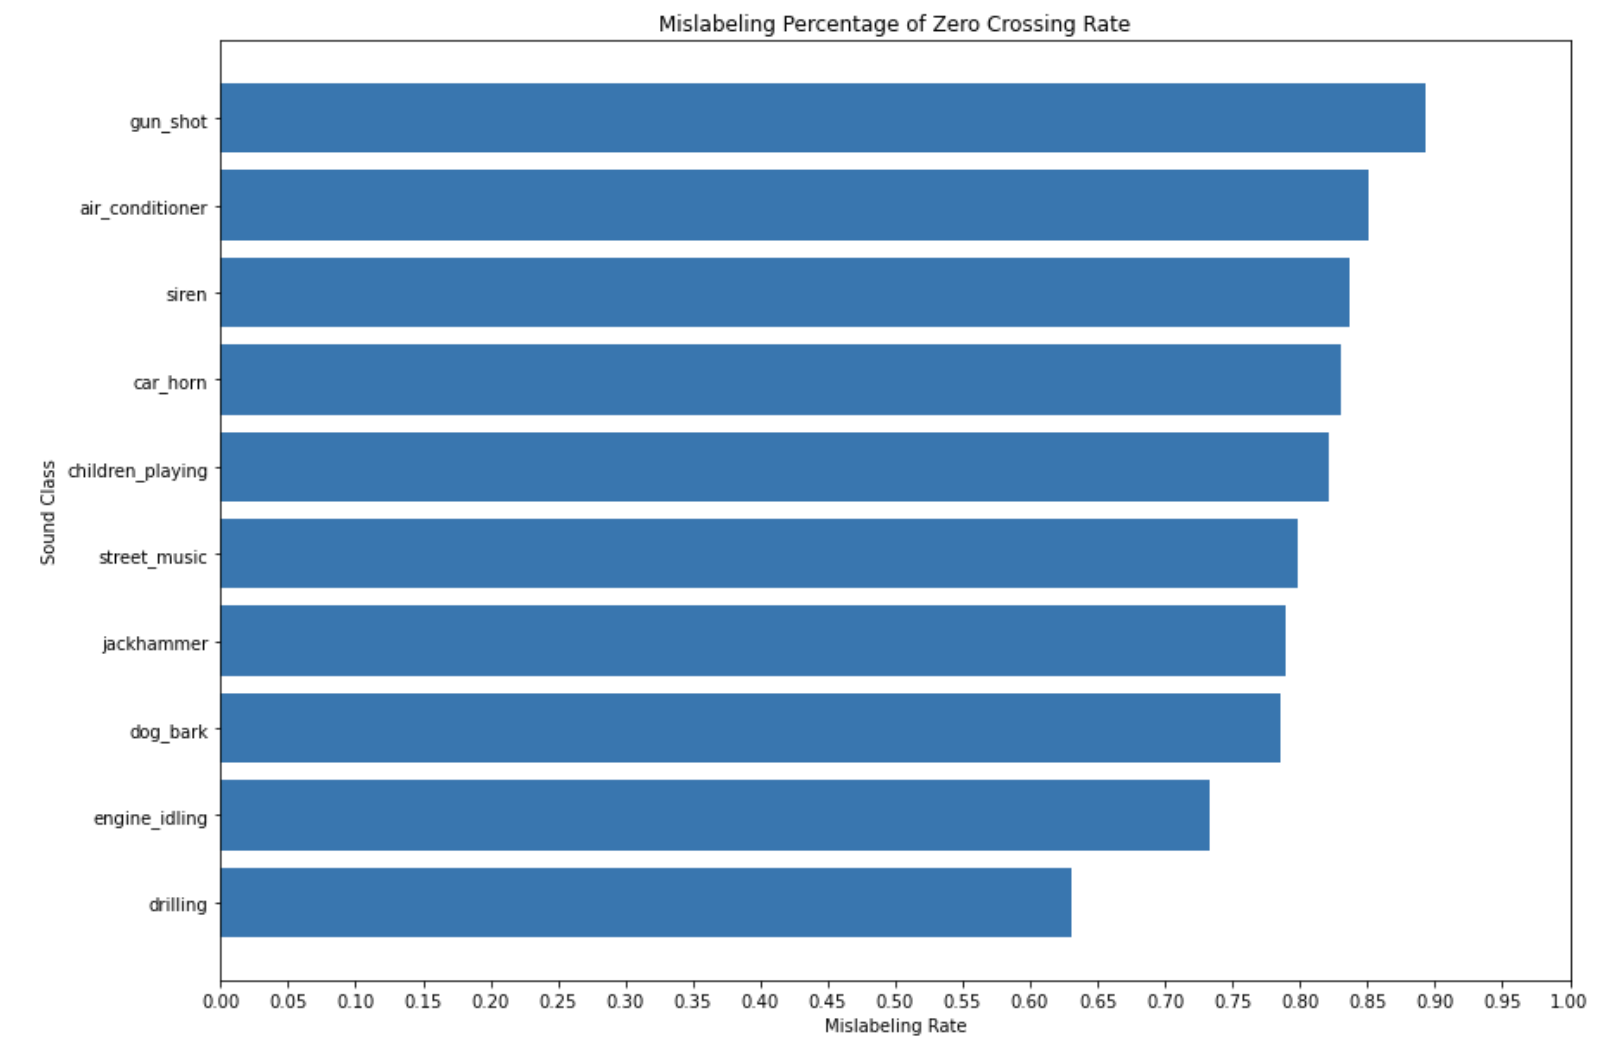 Mislabeling Percentage of Zero Crossing Rate
gun_shot
air_conditioner
siren
car_horn
children_playing
street_music
jackhammer
dog_bark
engine_idling
drilling
Sound Class
0.00 0.05 0.10 0.15 0.20 0.25 0.30 0.35 0.40 0.45 0.50 0.55 0.60 0.65 0.70 0.75 0.80 0.85 0.90 0.95 1.00
Mislabeling Rate